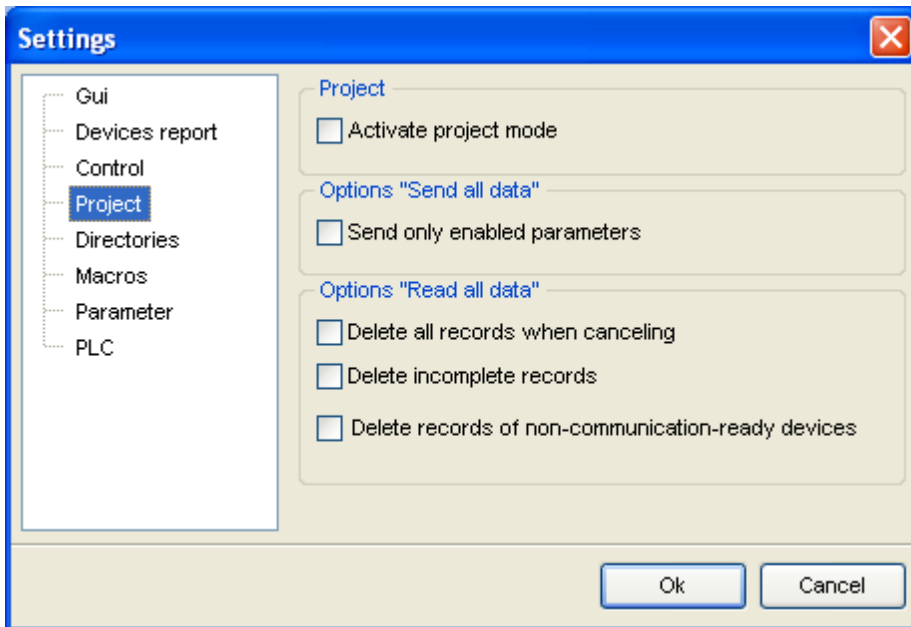 Settings
Gui
Devices report
Control
Project
Directories
Macros
Parameter
PLC
Project
Activate project mode
Options "Send all data"
Send only enabled parameters
Options "Read all data"
Delete all records when canceling
Delete incomplete records
Delete records of non-communication-ready devices
Ok
Cancel